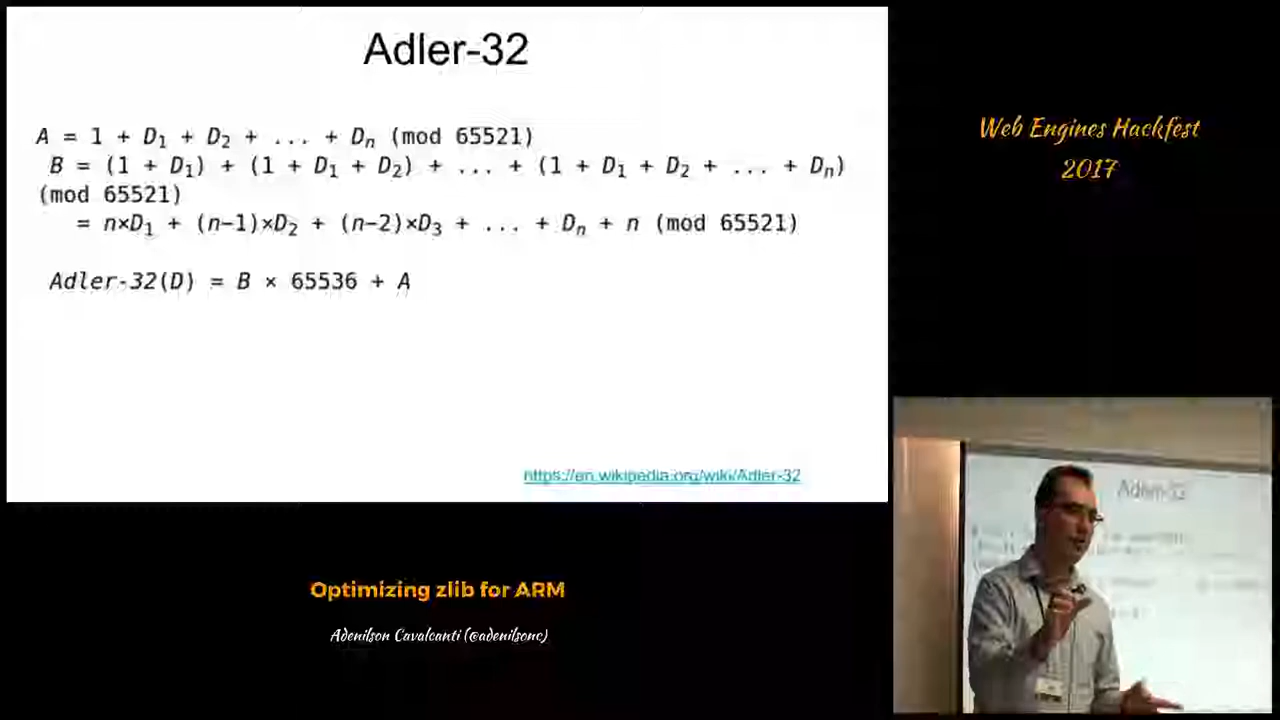 Adler-32
A = 1 + D₁ + D₂ + ... + Dₙ (mod 65521)
B = (1 + D₁) + (1 + D₁ + D₂) + ... + (1 + D₁ + D₂ + ... + Dₙ)
(mod 65521)
= n×D₁ + (n−1)×D₂ + (n−2)×D₃ + ... + Dₙ + n (mod 65521)
Adler-32(D) = B × 65536 + A
https://en.wikipedia.org/wiki/Adler-32
Web Engines Hackfest
2017
Adler-32
Optimizing zlib for ARM
Adenilson Cavalcanti (@adenilsonc)